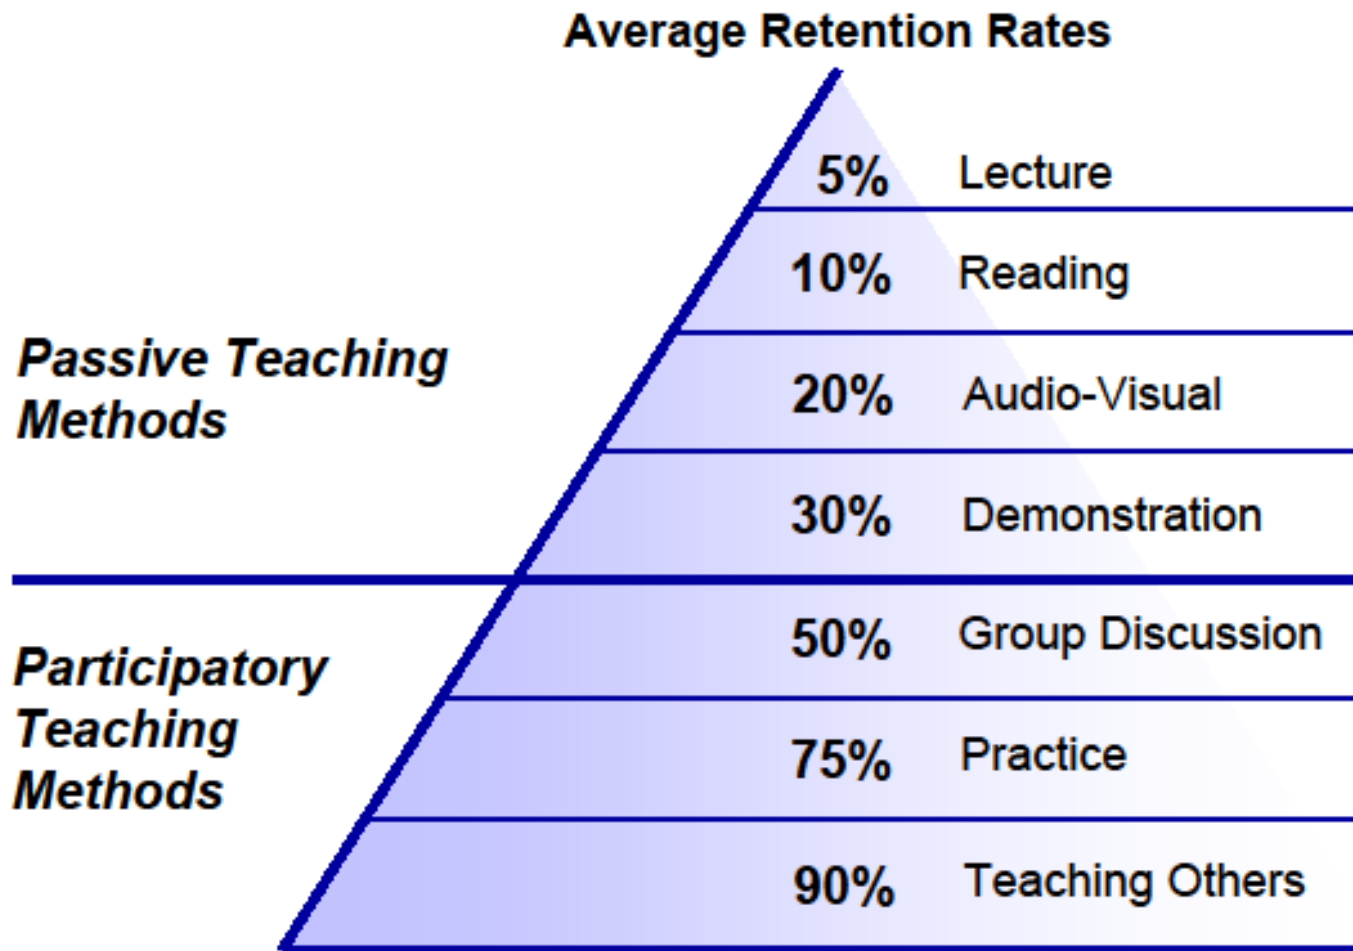 Average Retention Rates
5% Lecture
10% Reading
20% Audio-Visual
30% Demonstration
Passive Teaching
Methods
50% Group Discussion
75% Practice
90% Teaching Others
Participatory
Teaching
Methods